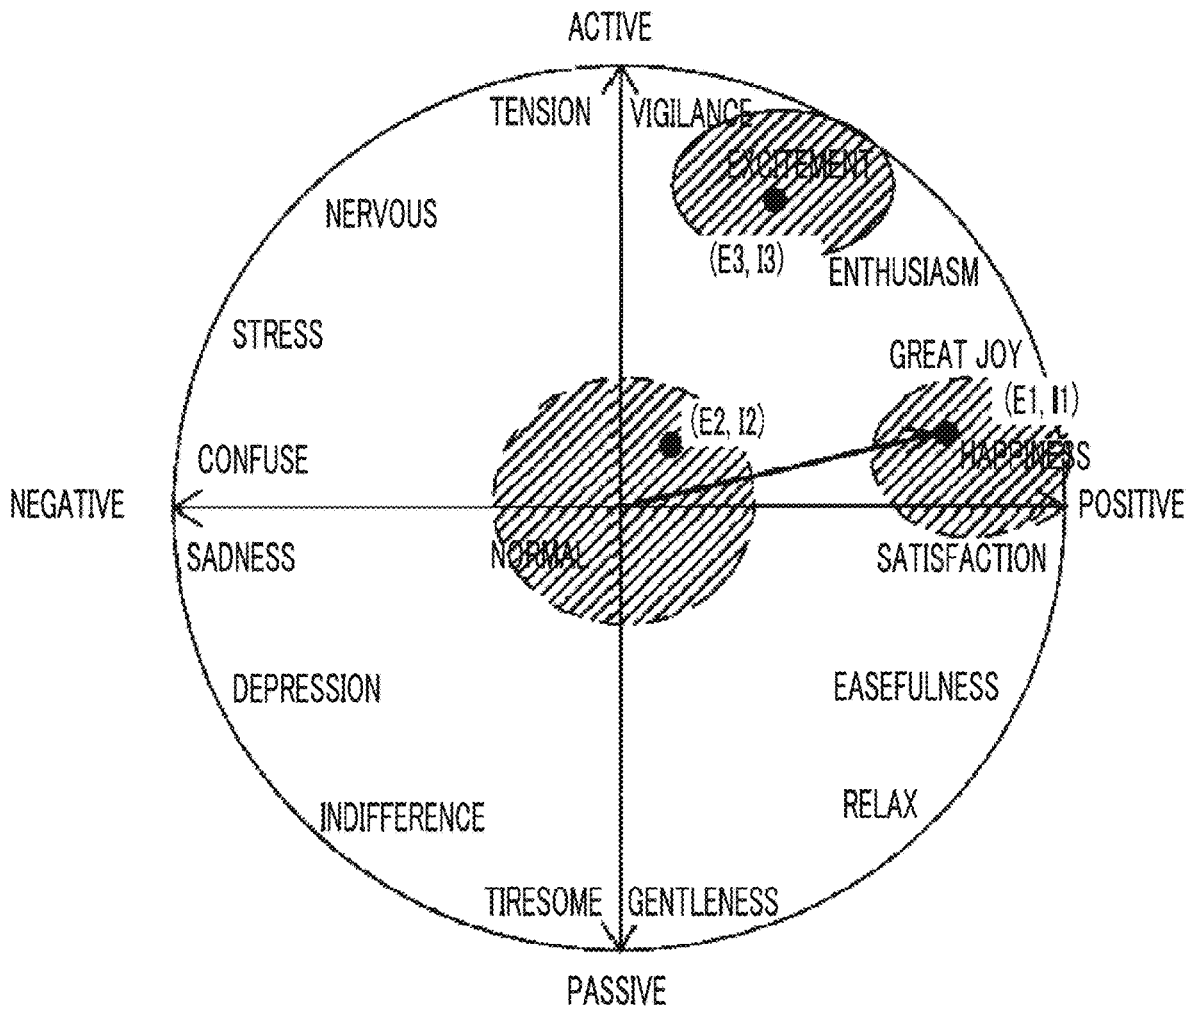 ACTIVE
TENSION VIGILANCE
EXCITEMENT
NERVOUS
(E3, I3)
ENTHUSIASM
STRESS
GREAT JOY
(E1, I1)
(E2, I2)
CONFUSE
HAPPINESS
NEGATIVE
POSITIVE
SADNESS
NORMAL
SATISFACTION
DEPRESSION
EASEFULNESS
RELAX
INDIFFERENCE
TIRESOME GENTLENESS
PASSIVE